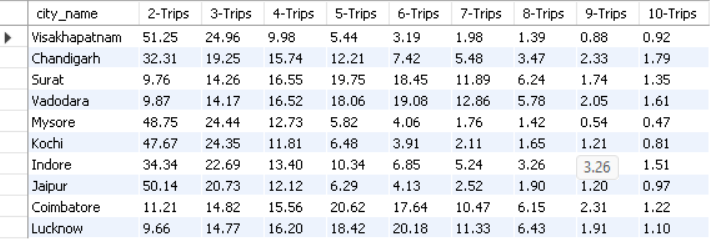 city_name 2-Trips 3-Trips 4-Trips 5-Trips 6-Trips 7-Trips 8-Trips 9-Trips 10-Trips
Visakhapatnam 51.25 24.96 9.98 5.44 3.19 1.98 1.39 0.88 0.92
Chandigarh 32.31 19.25 15.74 12.21 7.42 5.48 3.47 2.33 1.79
Surat 9.76 14.26 16.55 19.75 18.45 11.89 6.24 1.74 1.35
Vadodara 9.87 14.17 16.52 18.06 19.08 12.86 5.78 2.05 1.61
Mysore 48.75 24.44 12.73 5.82 4.06 1.76 1.42 0.54 0.47
Kochi 47.67 24.35 11.81 6.48 3.91 2.11 1.65 1.21 0.81
Indore 34.34 22.69 13.40 10.34 6.85 5.24 3.26 3.26 1.51
Jaipur 50.14 20.73 12.12 6.29 4.13 2.52 1.90 1.20 0.97
Coimbatore 11.21 14.82 15.56 20.62 17.64 10.47 6.15 2.31 1.22
Lucknow 9.66 14.77 16.20 18.42 20.18 11.33 6.43 1.91 1.10